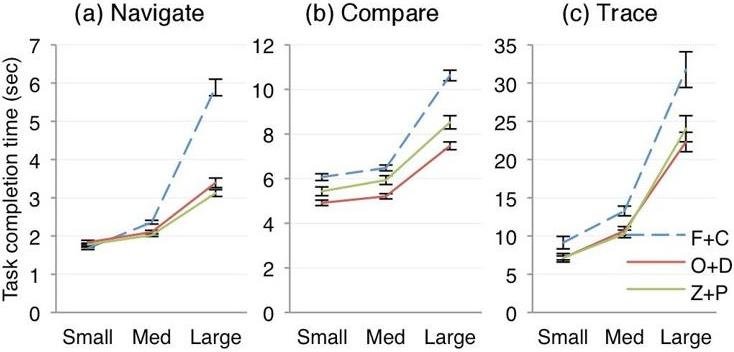 (a) Navigate
(b) Compare
(c) Trace
Task completion time (sec)
7
6
5
4
3
2
1
0
Small Med Large
12
10
8
6
4
2
0
Small Med Large
35
30
25
20
15
10
5
0
Small Med Large
F+C
O+D
Z+P